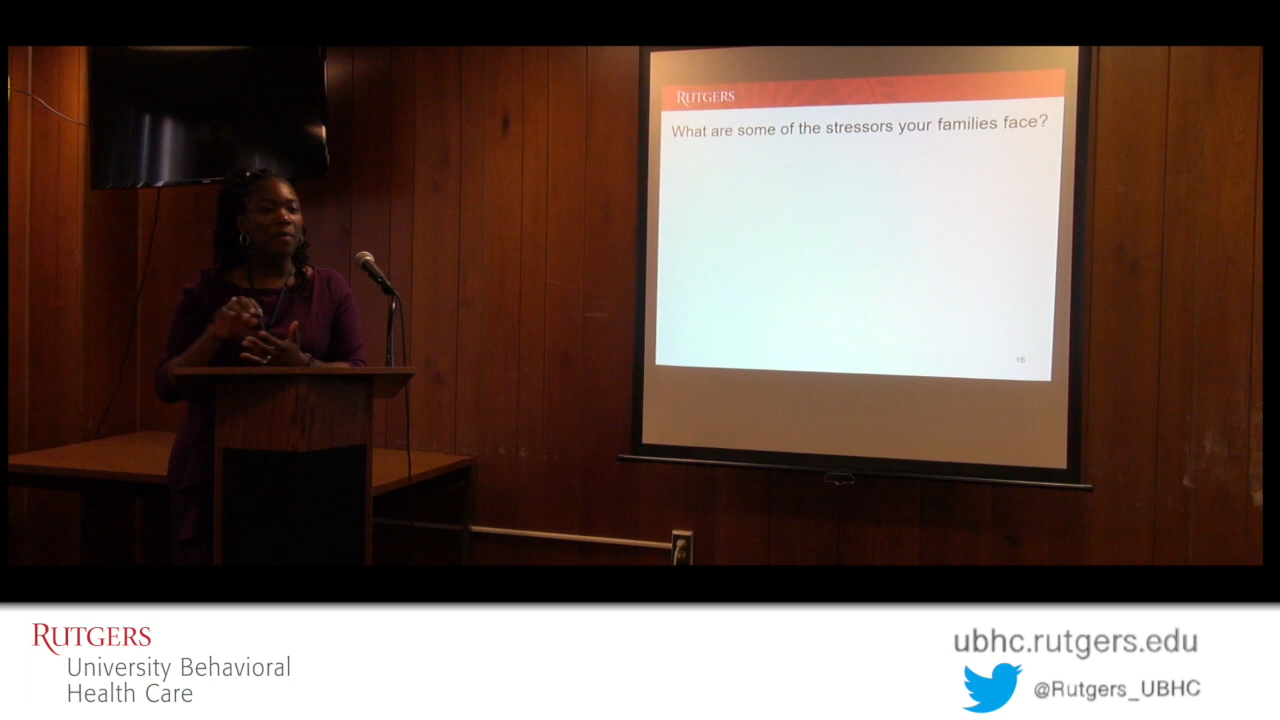 RUTGERS
What are some of the stressors your families face?
16
RUTGERS
University Behavioral
Health Care
ubhc.rutgers.edu
@Rutgers_UBHC